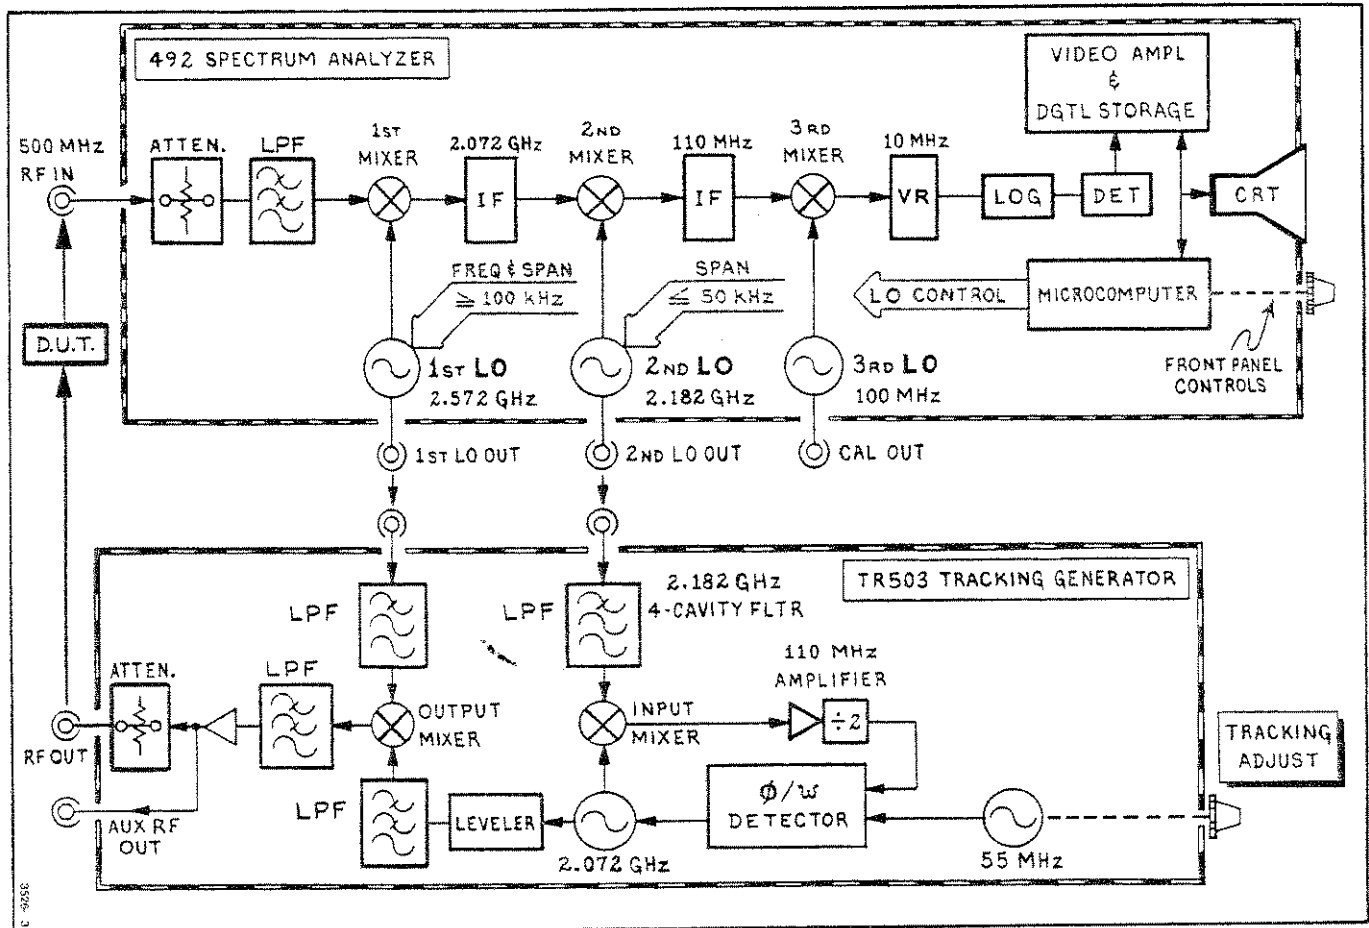 492 SPECTRUM ANALYZER
VIDEO AMPL
&
DGTL STORAGE
500 MHz
RF IN
ATTEN.
LPF
1ST
MIXER
2.072 GHz
IF
2ND
MIXER
110 MHz
IF
3RD
MIXER
10 MHz
VR
LOG
DET
CRT
FREQ & SPAN
≥ 100 kHz
SPAN
≤ 50 kHz
LO CONTROL
MICROCOMPUTER
FRONT PANEL
CONTROLS
D.U.T.
1ST LO
2.572 GHz
2ND LO
2.182 GHz
3RD LO
100 MHz
1ST LO OUT
2ND LO OUT
CAL OUT
TR503 TRACKING GENERATOR
LPF
LPF
2.182 GHz
4-CAVITY FLTR
110 MHz
AMPLIFIER
÷2
ATTEN.
LPF
OUTPUT
MIXER
INPUT
MIXER
TRACKING
ADJUST
RF OUT
AUX RF
OUT
LPF
LEVELER
2.072 GHz
Ø/ω
DETECTOR
55 MHz
3526-3